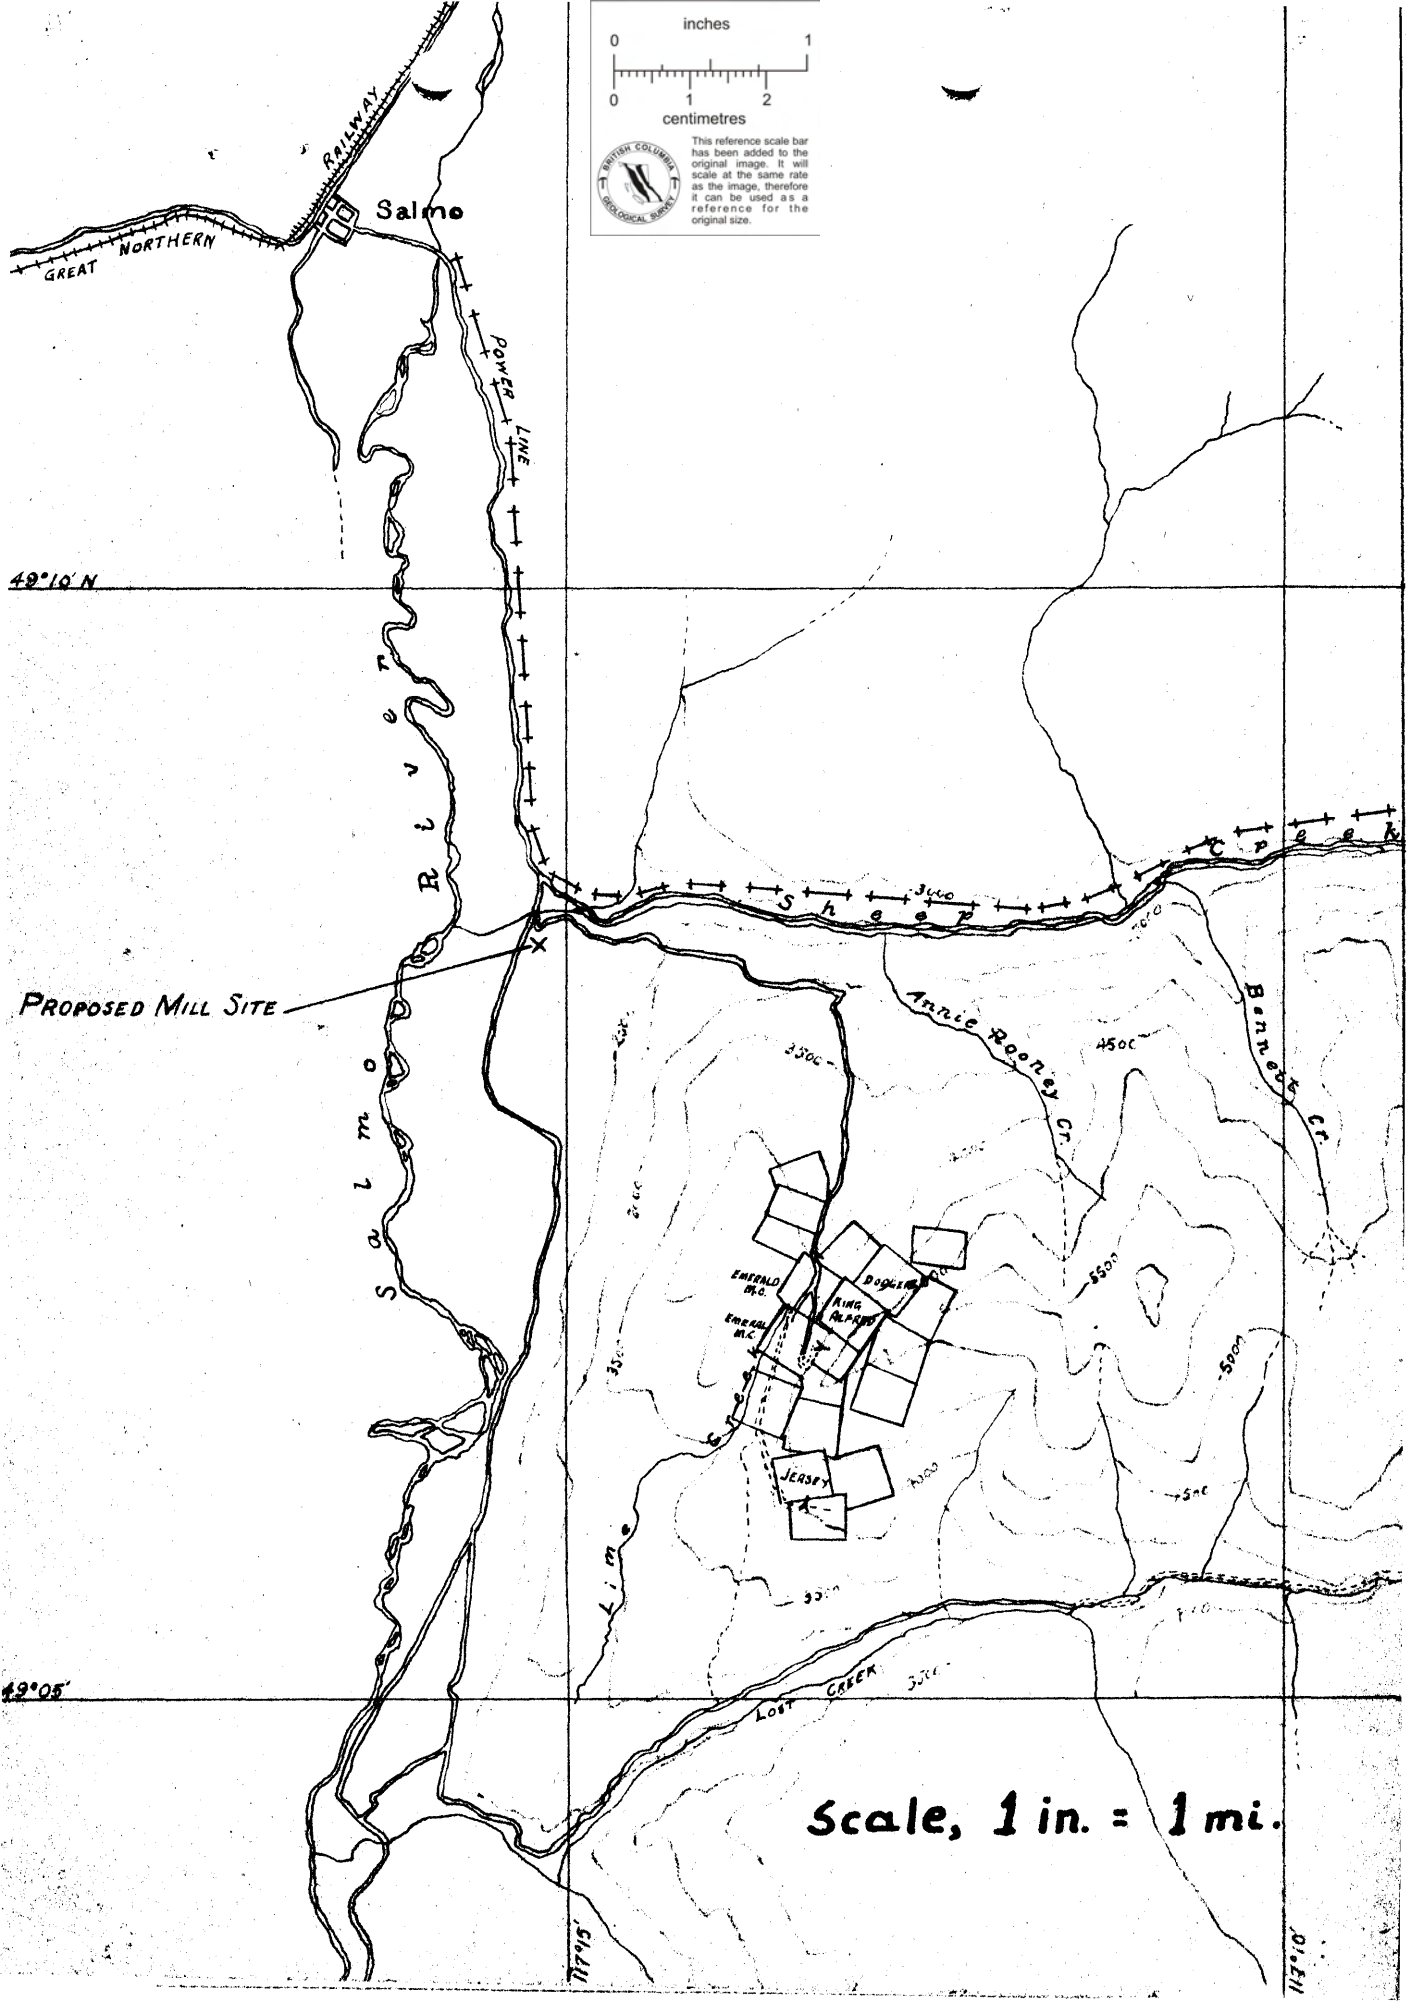 inches
0 1
0 1 2
centimetres
This reference scale bar
has been added to the
original image. It will
scale at the same rate
as the image, therefore
it can be used as a
reference for the
original size.
BRITISH COLUMBIA
GEOLOGICAL SURVEY
RAILWAY
Salmo
GREAT NORTHERN
POWER LINE
49°10' N
Salmo River
3000
Sheep Creek
PROPOSED MILL SITE
Annie Rooney Cr.
Bennett Cr.
3500
4500
EMERALD
M.C.
DODGER
KING
ALFRED
5500
5000
3500
Lime Creek
JERSEY
4000
49°05'
LOST CREEK
3500
Scale, 1 in. = 1 mi.
117°15'
117°10'